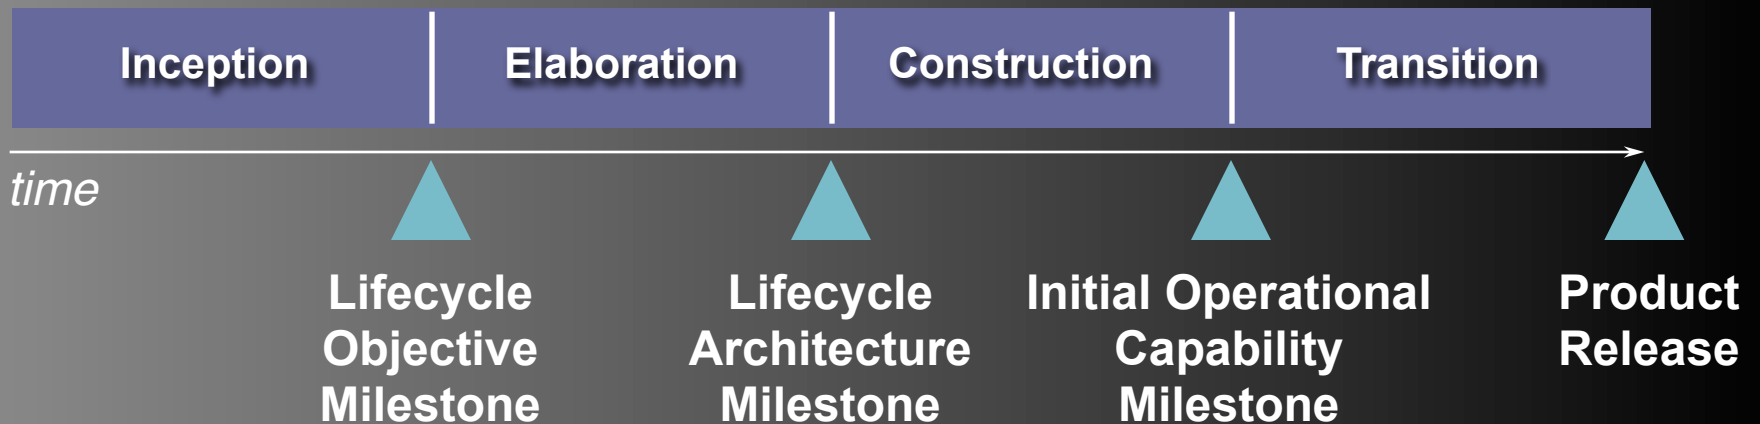 Inception Elaboration Construction Transition
time
Lifecycle Objective Milestone
Lifecycle Architecture Milestone
Initial Operational Capability Milestone
Product Release